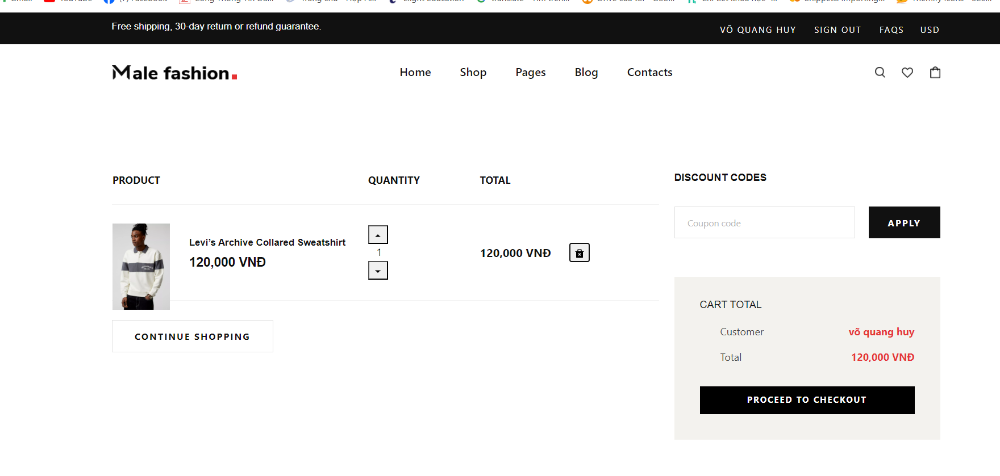 Free shipping, 30-day return or refund guarantee.
VÕ QUANG HUY SIGN OUT FAQS USD
Male fashion.
Home Shop Pages Blog Contacts
PRODUCT QUANTITY TOTAL
Levi’s Archive Collared Sweatshirt
120,000 VNĐ
1
120,000 VNĐ
CONTINUE SHOPPING
DISCOUNT CODES
Coupon code APPLY
CART TOTAL
Customer võ quang huy
Total 120,000 VNĐ
PROCEED TO CHECKOUT